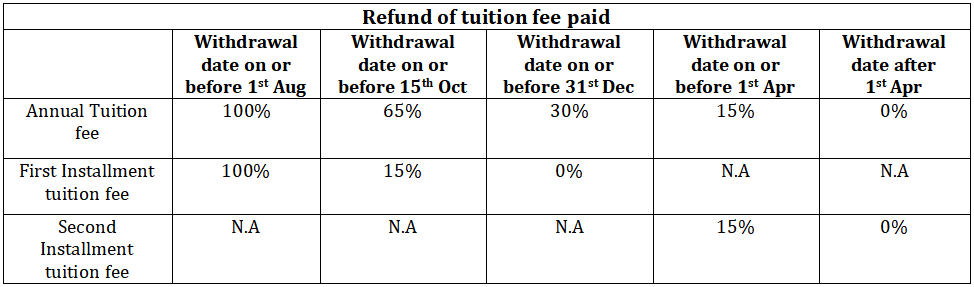 Refund of tuition fee paid
Withdrawal date on or before 1st Aug
Withdrawal date on or before 15th Oct
Withdrawal date on or before 31st Dec
Withdrawal date on or before 1st Apr
Withdrawal date after 1st Apr
Annual Tuition fee
100%
65%
30%
15%
0%
First Installment tuition fee
100%
15%
0%
N.A
N.A
Second Installment tuition fee
N.A
N.A
N.A
15%
0%